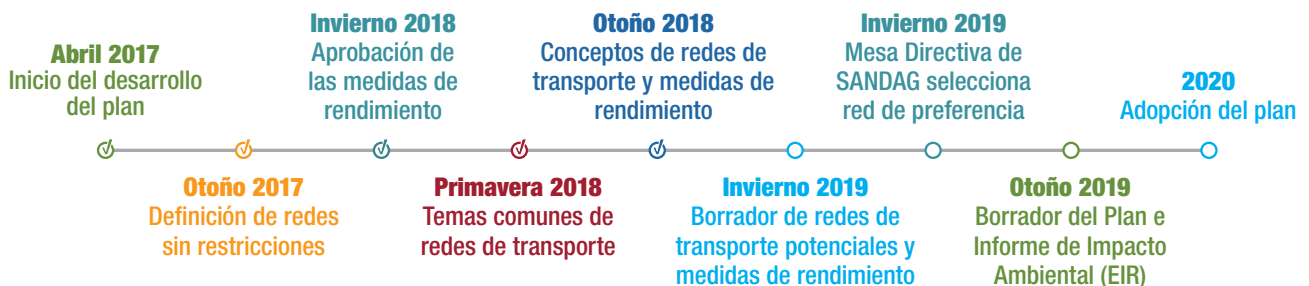 Abril 2017
Inicio del desarrollo
del plan
Otoño 2017
Definición de redes
sin restricciones
Invierno 2018
Aprobación de
las medidas de
rendimiento
Primavera 2018
Temas comunes de
redes de transporte
Otoño 2018
Conceptos de redes de
transporte y medidas de
rendimiento
Invierno 2019
Borrador de redes de
transporte potenciales y
medidas de rendimiento
Invierno 2019
Mesa Directiva de
SANDAG selecciona
red de preferencia
Otoño 2019
Borrador del Plan e
Informe de Impacto
Ambiental (EIR)
2020
Adopción del plan